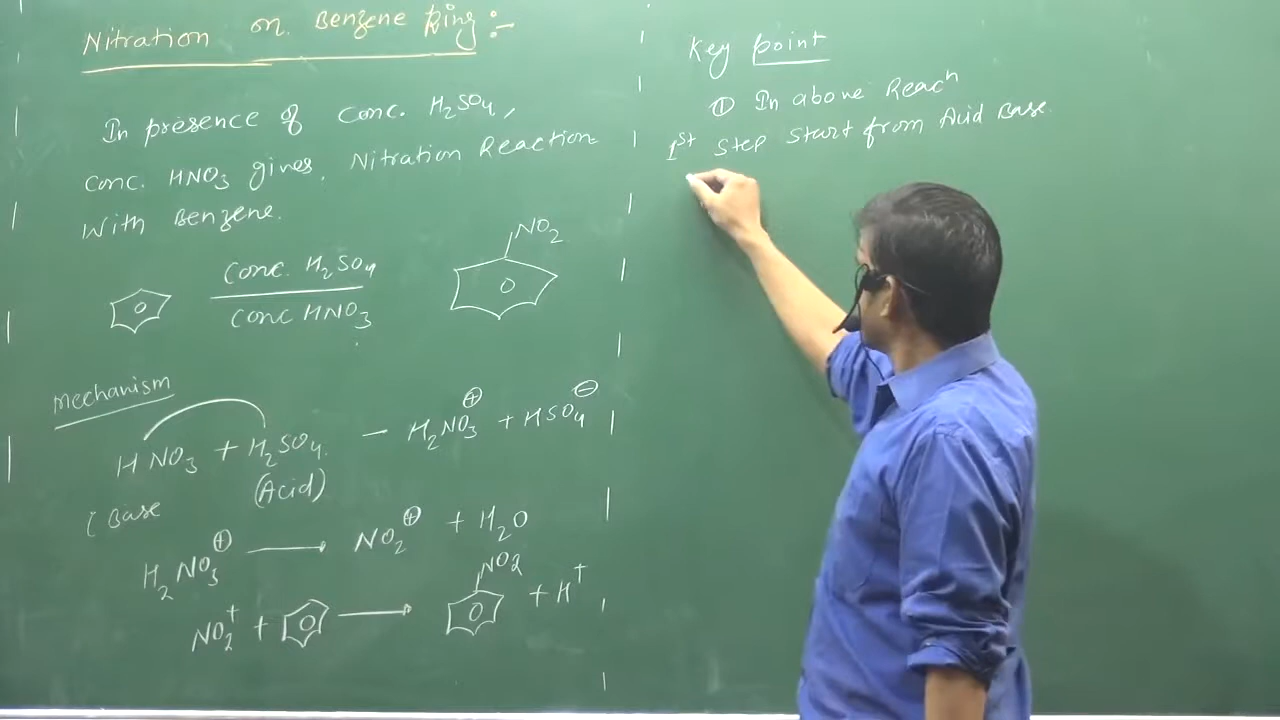 Nitration on Benzene Ring :-
In presence of conc. H2SO4,
conc. HNO3 gives, Nitration Reaction
With Benzene.
Conc. H2SO4
Conc HNO3
NO2
Mechanism
HNO3 + H2SO4 — H2NO3⊕ + HSO4⊖
(Base (Acid)
H2NO3⊕ → NO2⊕ + H2O
NO2
NO2+ + → + H+
Key point
① In above Reacn
1st Step Start from Acid Base